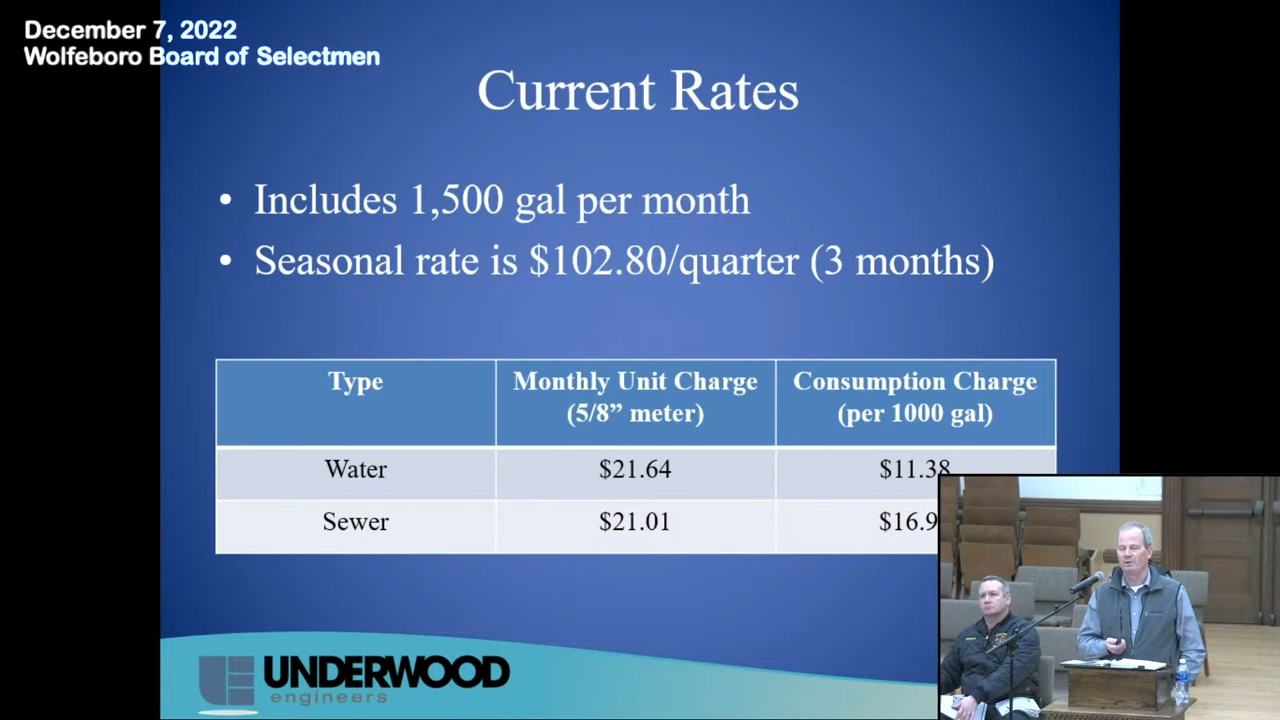 December 7, 2022
Wolfeboro Board of Selectmen
Current Rates
• Includes 1,500 gal per month
• Seasonal rate is $102.80/quarter (3 months)
Type Monthly Unit Charge Consumption Charge
(5/8” meter) (per 1000 gal)
Water $21.64 $11.38
Sewer $21.01
UNDERWOOD
engineers